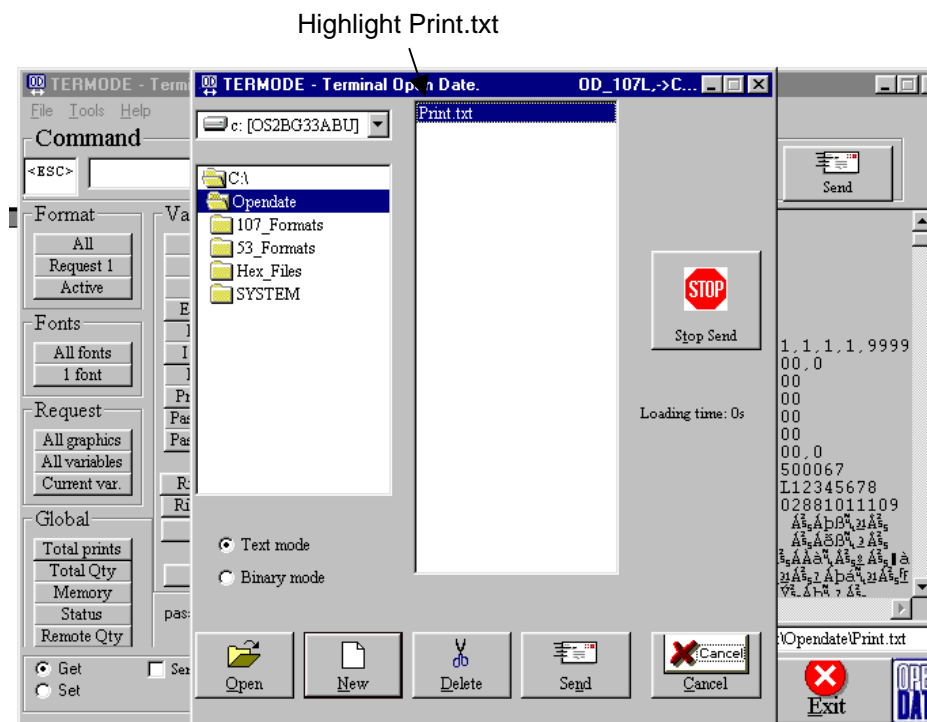 Highlight Print.txt
TERMODE - Termi
File Tools Help
Command
<ESC>
Format
All
Request 1
Active
Fonts
All fonts
1 font
Request
All graphics
All variables
Current var.
Global
Total prints
Total Qty
Memory
Status
Remote Qty
Get
Set
TERMODE - Terminal Open Date. OD_107L,->C...
c: [OS2BG33ABU]
C:\
Opendate
107_Formats
53_Formats
Hex_Files
SYSTEM
Print.txt
STOP
Stop Send
Loading time: 0s
Text mode
Binary mode
Open
New
Delete
Send
Cancel
Cancel
Send
1,1,1,1,9999
00,0
00
00
00
00
00,0
500067
L12345678
02881011109
\Opendate\Print.txt
Exit